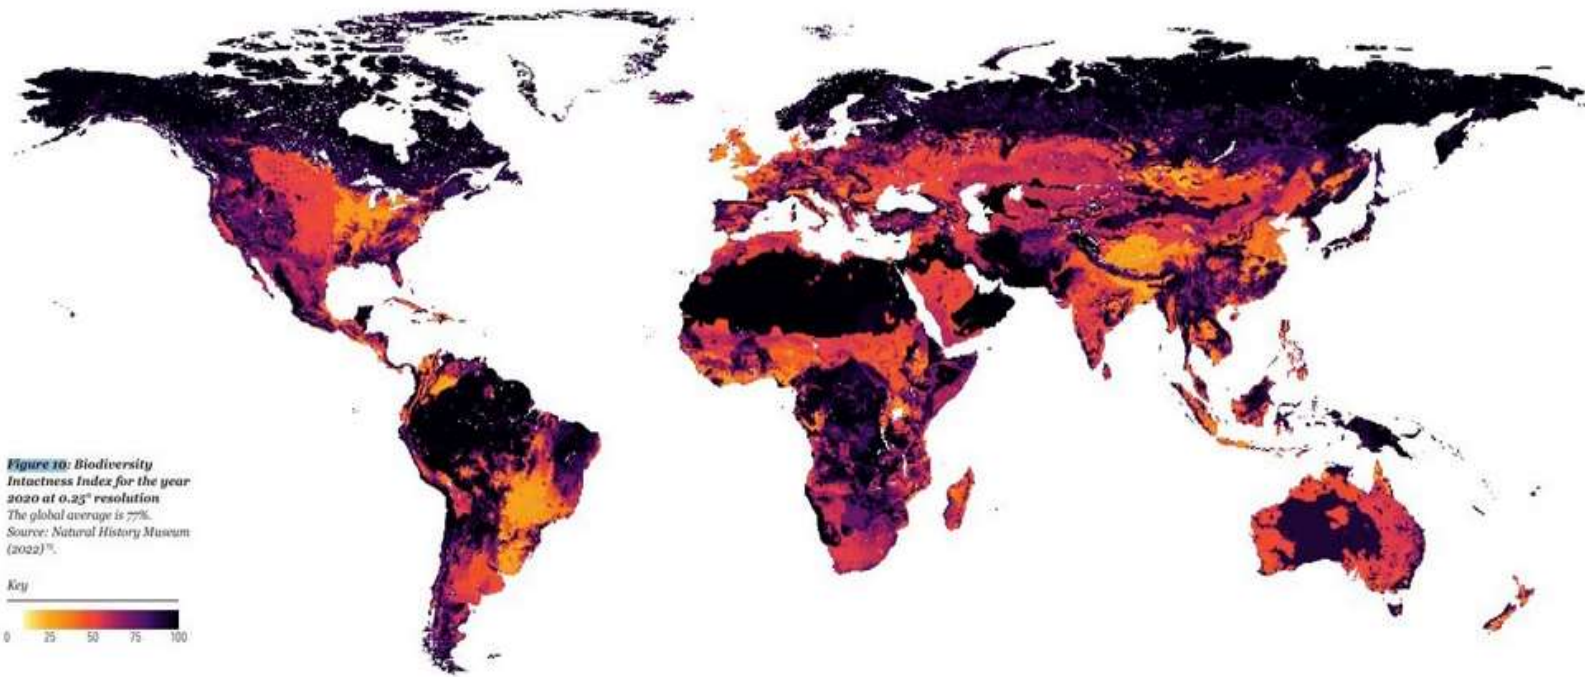 Figure 10: Biodiversity
Intactness Index for the year
2020 at 0.25° resolution
The global average is 77%.
Source: Natural History Museum
(2022)
Key
0 25 50 75 100